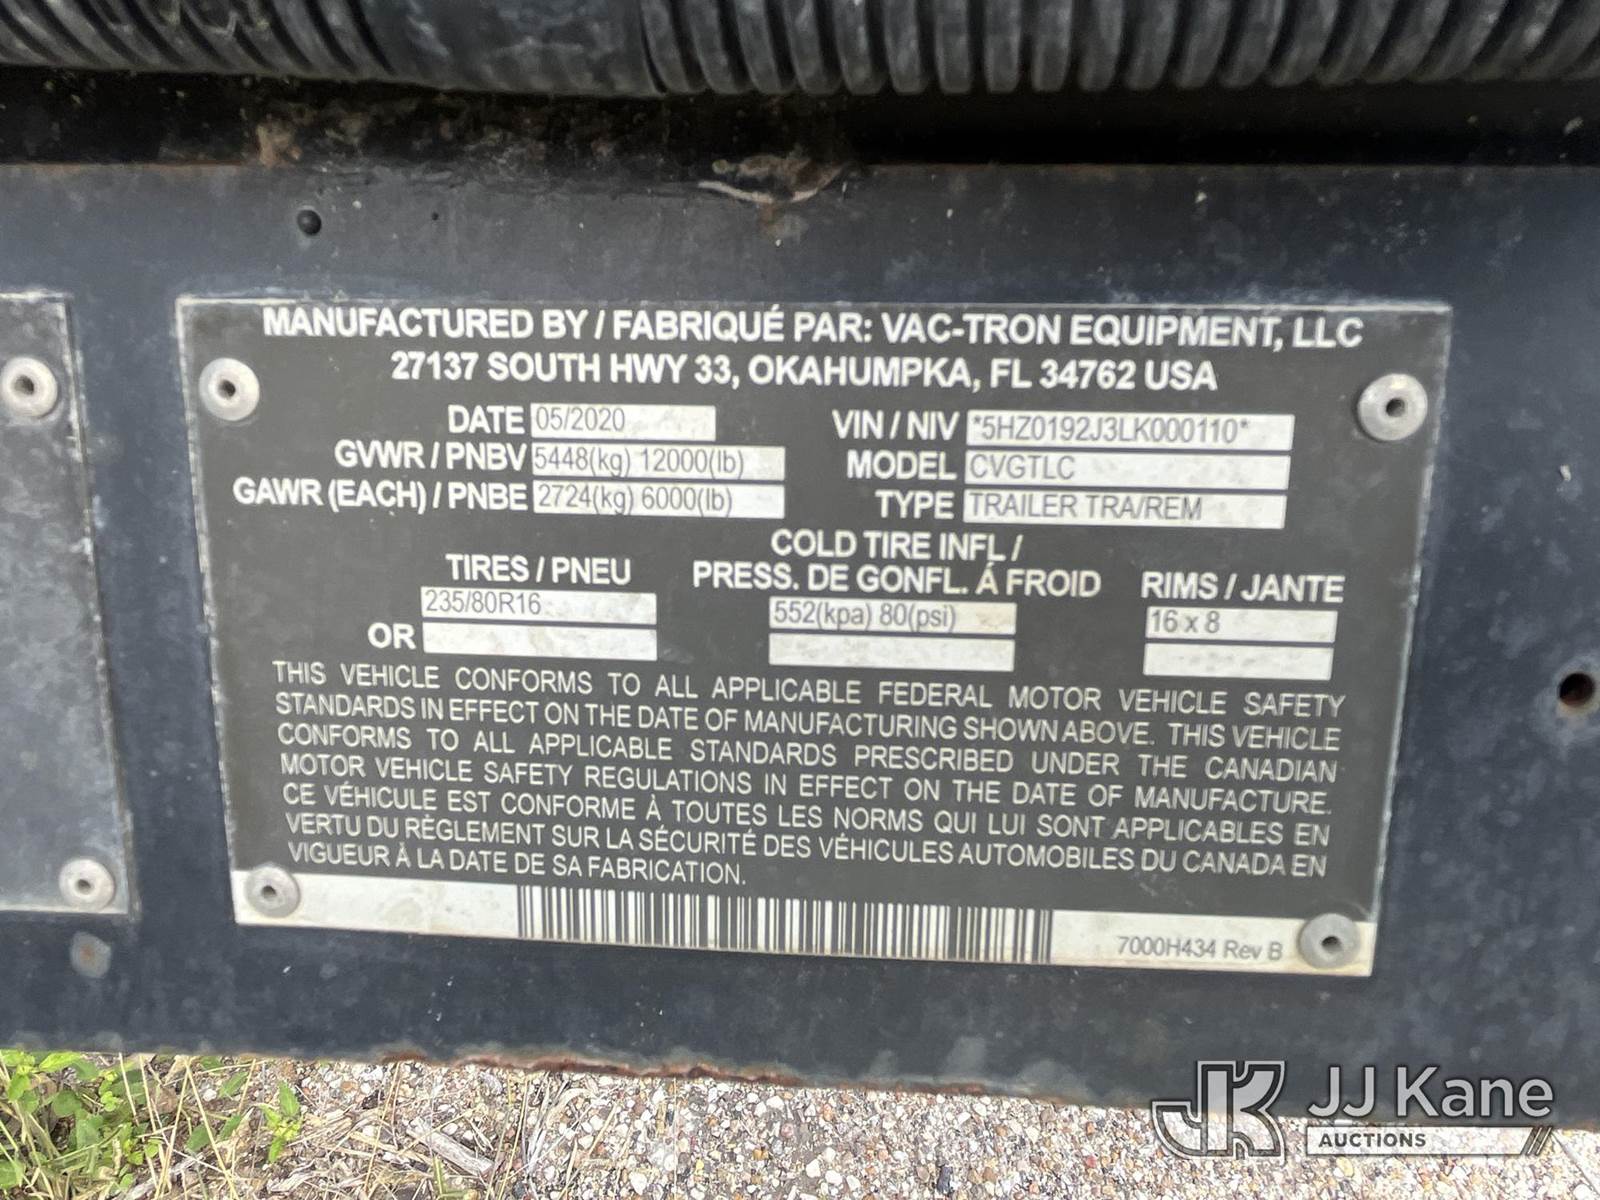 MANUFACTURED BY / FABRIQUÉ PAR: VAC-TRON EQUIPMENT, LLC
27137 SOUTH HWY 33, OKAHUMPKA, FL 34762 USA
DATE 05/2020 VIN / NIV *5HZ0192J3LK000110*
GVWR / PNBV 5448(kg) 12000(lb) MODEL CVGTLC
GAWR (EACH) / PNBE 2724(kg) 6000(lb) TYPE TRAILER TRA/REM
COLD TIRE INFL /
TIRES / PNEU PRESS. DE GONFL. Á FROID RIMS / JANTE
235/80R16 552(kpa) 80(psi) 16 x 8
OR
THIS VEHICLE CONFORMS TO ALL APPLICABLE FEDERAL MOTOR VEHICLE SAFETY
STANDARDS IN EFFECT ON THE DATE OF MANUFACTURING SHOWN ABOVE. THIS VEHICLE
CONFORMS TO ALL APPLICABLE STANDARDS PRESCRIBED UNDER THE CANADIAN
MOTOR VEHICLE SAFETY REGULATIONS IN EFFECT ON THE DATE OF MANUFACTURE.
CE VÉHICULE EST CONFORME À TOUTES LES NORMS QUI LUI SONT APPLICABLES EN
VERTU DU RÈGLEMENT SUR LA SÉCURITÉ DES VÉHICULES AUTOMOBILES DU CANADA EN
VIGUEUR À LA DATE DE SA FABRICATION.
7000H434 Rev B
JK JJ Kane
AUCTIONS